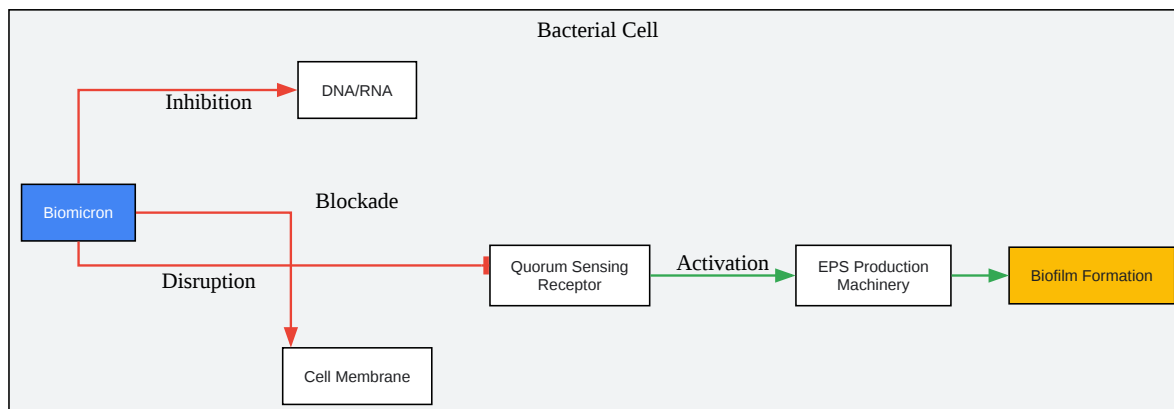 Bacterial Cell
DNA/RNA
Inhibition
Biomicron
Blockade
Disruption
Quorum Sensing
Receptor
Activation
EPS Production
Machinery
Biofilm Formation
Cell Membrane